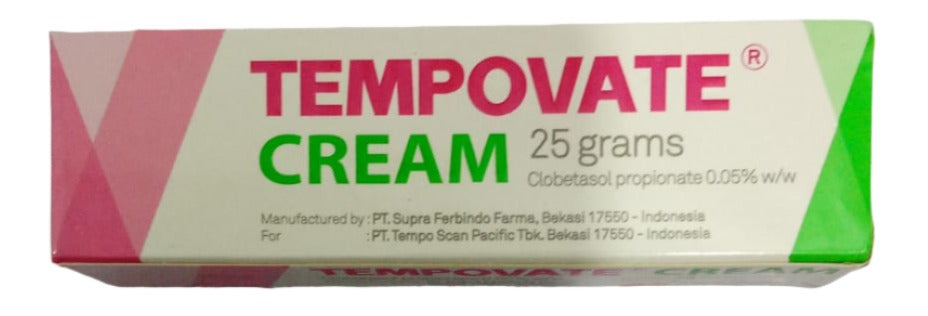 TEMPOVATE®
CREAM 25 grams
Clobetasol propionate 0.05% w/w
Manufactured by : PT. Supra Ferbindo Farma, Bekasi 17550 - Indonesia
For : PT. Tempo Scan Pacific Tbk. Bekasi 17550 - Indonesia
TEMPOVATE CREAM